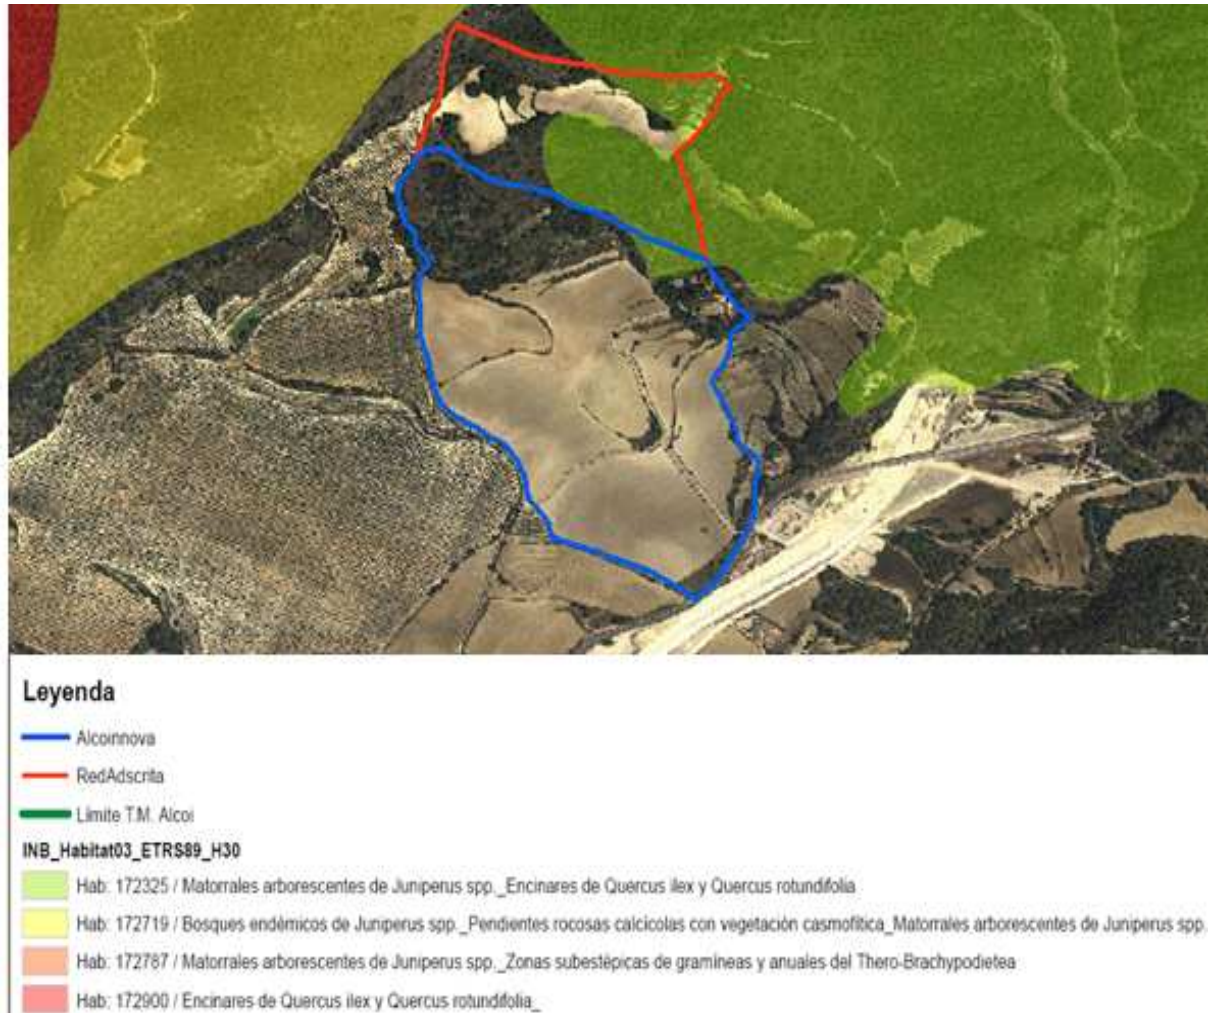 Leyenda
Alcoinnova
RedAdscrita
Límite T.M. Alcoi
INB_Habitat03_ETRS89_H30
Hab: 172325 / Matorrales arborescentes de Juniperus spp._Encinares de Quercus ilex y Quercus rotundifolia
Hab: 172719 / Bosques endémicos de Juniperus spp._Pendientes rocosas calcícolas con vegetación casmofítica_Matorrales arborescentes de Juniperus spp.
Hab: 172787 / Matorrales arborescentes de Juniperus spp._Zonas subestépicas de gramíneas y anuales del Thero-Brachypodietea
Hab: 172900 / Encinares de Quercus ilex y Quercus rotundifolia_